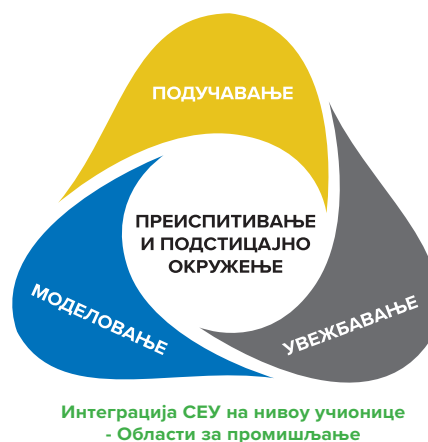 ПОДУЧАВАЊЕ
ПРЕИСПИТИВАЊЕ
И ПОДСТИЦАЈНО
ОКРУЖЕЊЕ
МОДЕЛОВАЊЕ
УВЕЖБАВАЊЕ
Интеграција СЕУ на нивоу учионице
- Области за промишљање